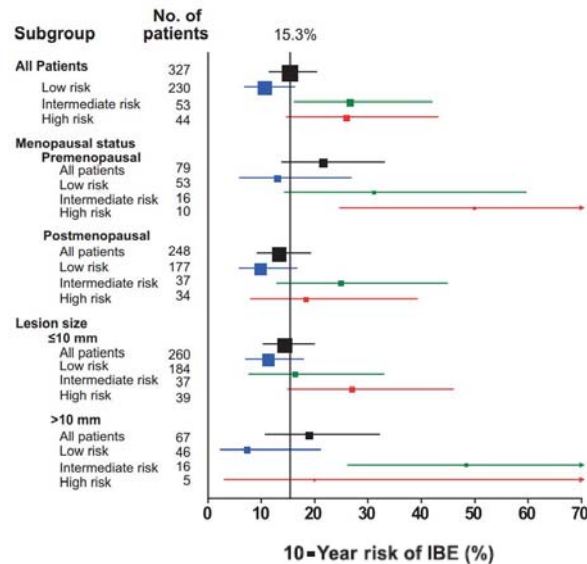 Subgroup No. of patients 15.3%
All Patients 327
Low risk 230
Intermediate risk 53
High risk 44
Menopausal status
Premenopausal
All patients 79
Low risk 53
Intermediate risk 16
High risk 10
Postmenopausal
All patients 248
Low risk 177
Intermediate risk 37
High risk 34
Lesion size
≤10 mm
All patients 260
Low risk 184
Intermediate risk 37
High risk 39
>10 mm
All patients 67
Low risk 46
Intermediate risk 16
High risk 5
0 10 20 30 40 50 60 70
10-Year risk of IBE (%)